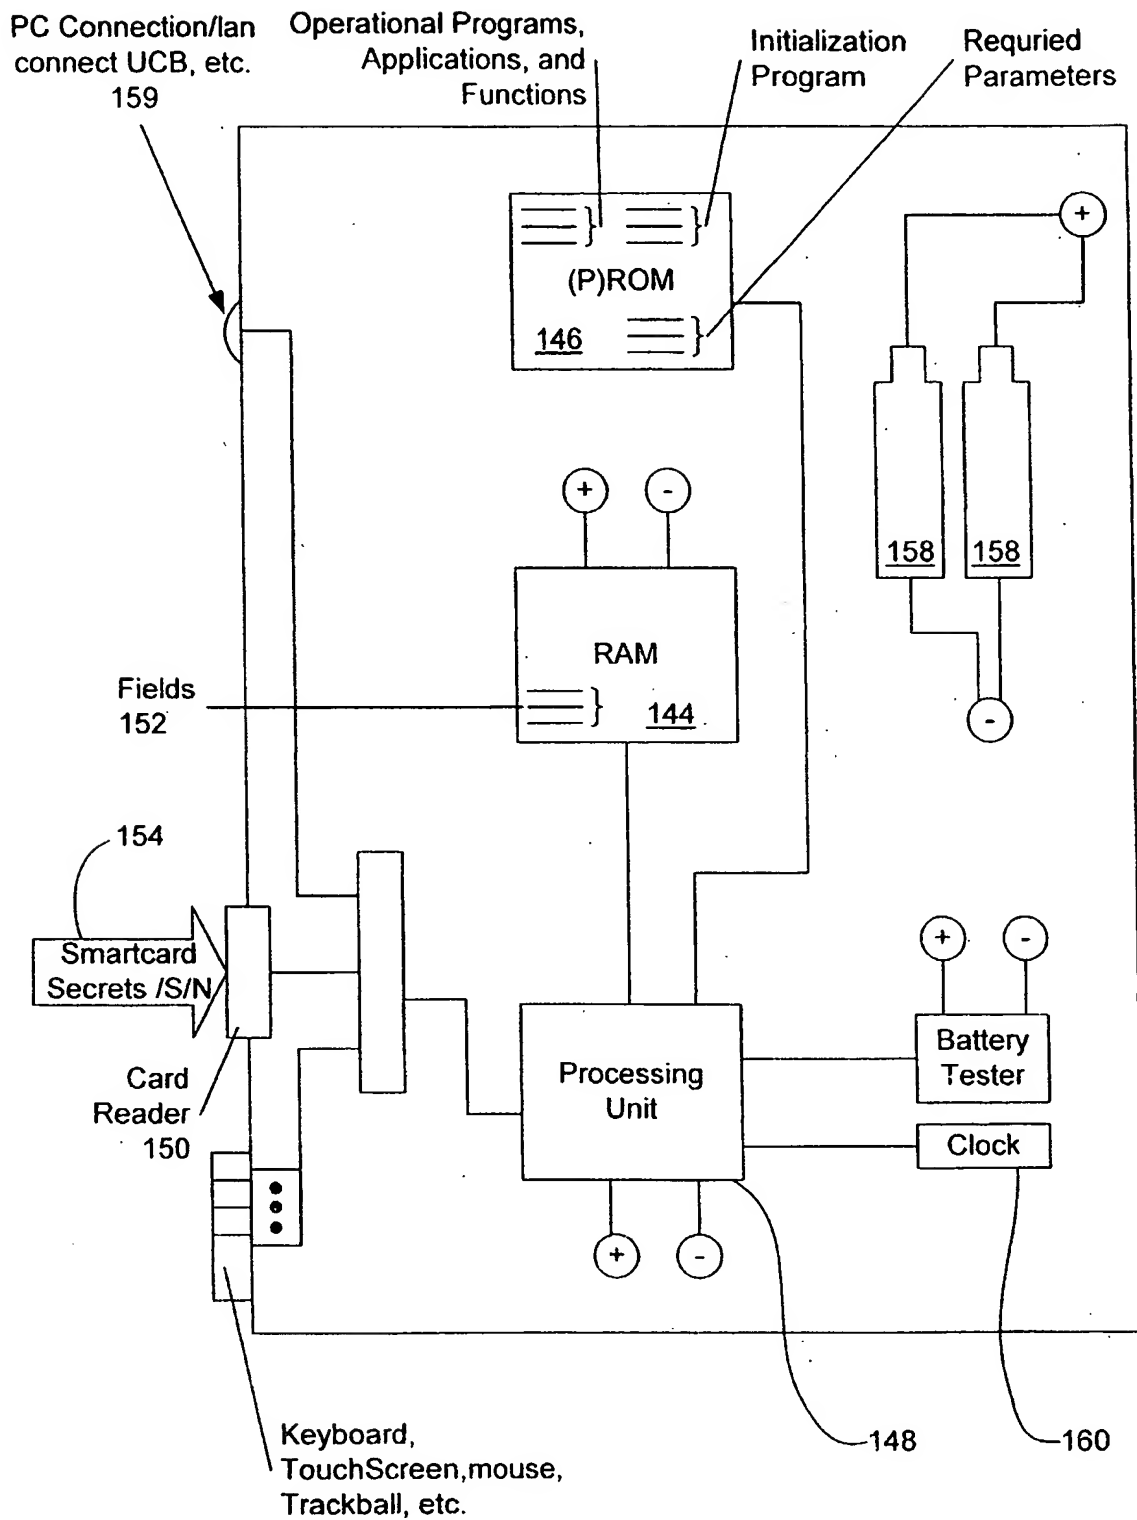 PC Connection/lan
connect UCB, etc.
159
Operational Programs,
Applications, and
Functions
Initialization
Program
Requried
Parameters
+
(P)ROM
146
158
158
+
-
RAM
144
Fields
152
-
154
Smartcard
Secrets /S/N
+
-
Card
Reader
150
Processing
Unit
Battery
Tester
Clock
+
-
Keyboard,
TouchScreen,mouse,
Trackball, etc.
148
160